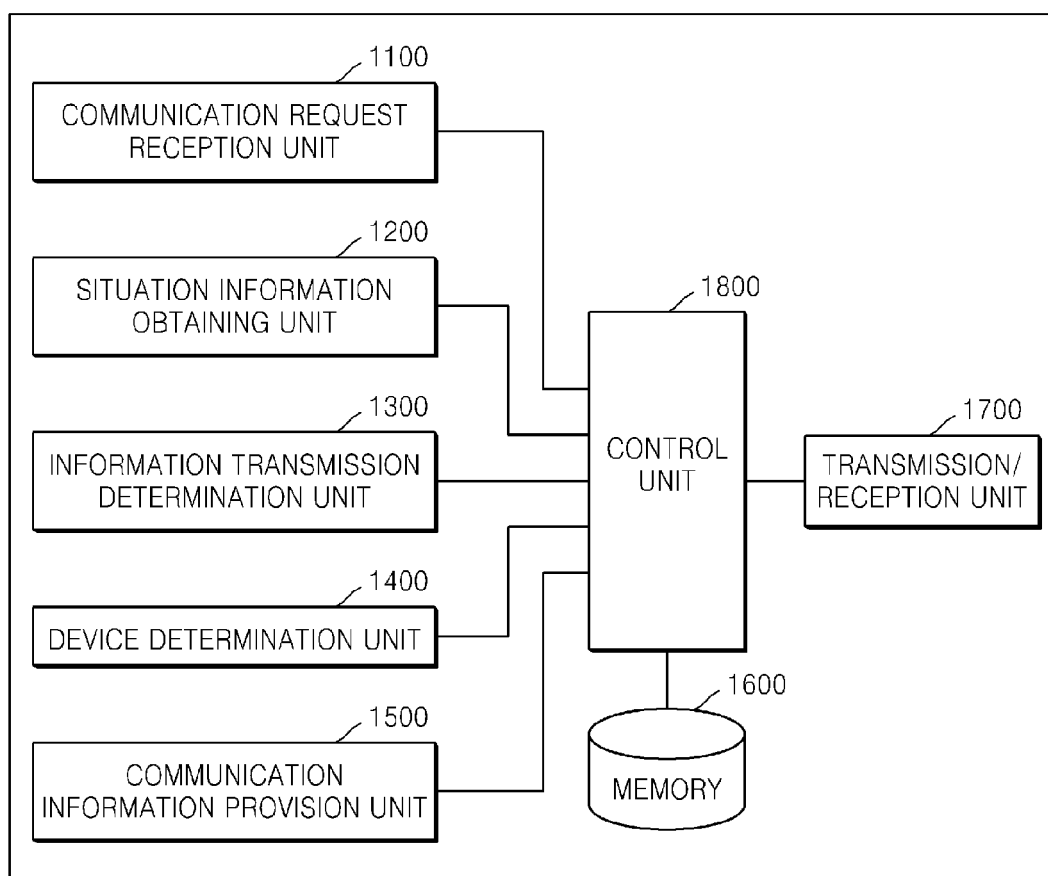 1100
COMMUNICATION REQUEST
RECEPTION UNIT
1200
SITUATION INFORMATION
OBTAINING UNIT
1300
INFORMATION TRANSMISSION
DETERMINATION UNIT
1400
DEVICE DETERMINATION UNIT
1500
COMMUNICATION
INFORMATION PROVISION UNIT
1800
CONTROL
UNIT
1600
MEMORY
1700
TRANSMISSION/
RECEPTION UNIT